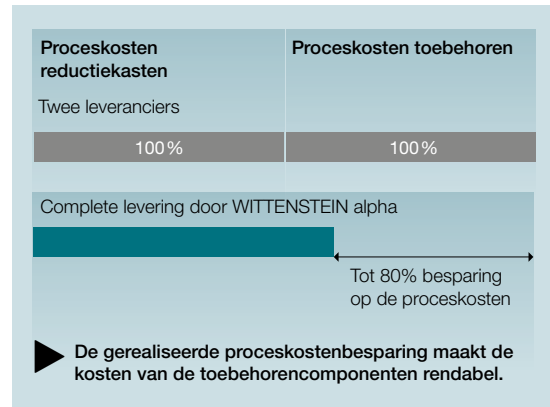 Proceskosten
reductiekasten
Proceskosten toebehoren
Twee leveranciers
100 %
100 %
Complete levering door WITTENSTEIN alpha
Tot 80% besparing
op de proceskosten
De gerealiseerde proceskostenbesparing maakt de
kosten van de toebehorencomponenten rendabel.